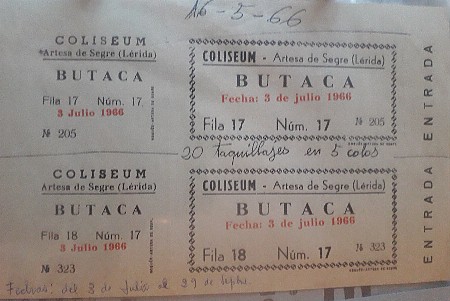 16-5-66
COLISEUM
Artesa de Segre (Lérida)
BUTACA
Fila 17 Núm. 17
3 Julio 1966
№ 205
COLISEUM - Artesa de Segre (Lérida)
BUTACA
Fecha: 3 de julio 1966
Fila 17 Núm. 17 № 205
ENTRADA
20 taquillajes en 5 colos
COLISEUM
Artesa de Segre (Lérida)
BUTACA
Fila 18 Núm. 17
3 Julio 1966
№ 323
COLISEUM - Artesa de Segre (Lérida)
BUTACA
Fecha: 3 de julio 1966
Fila 18 Núm. 17 № 323
ENTRADA
Fechas: del 3 de Julio al 29 de Septbre.